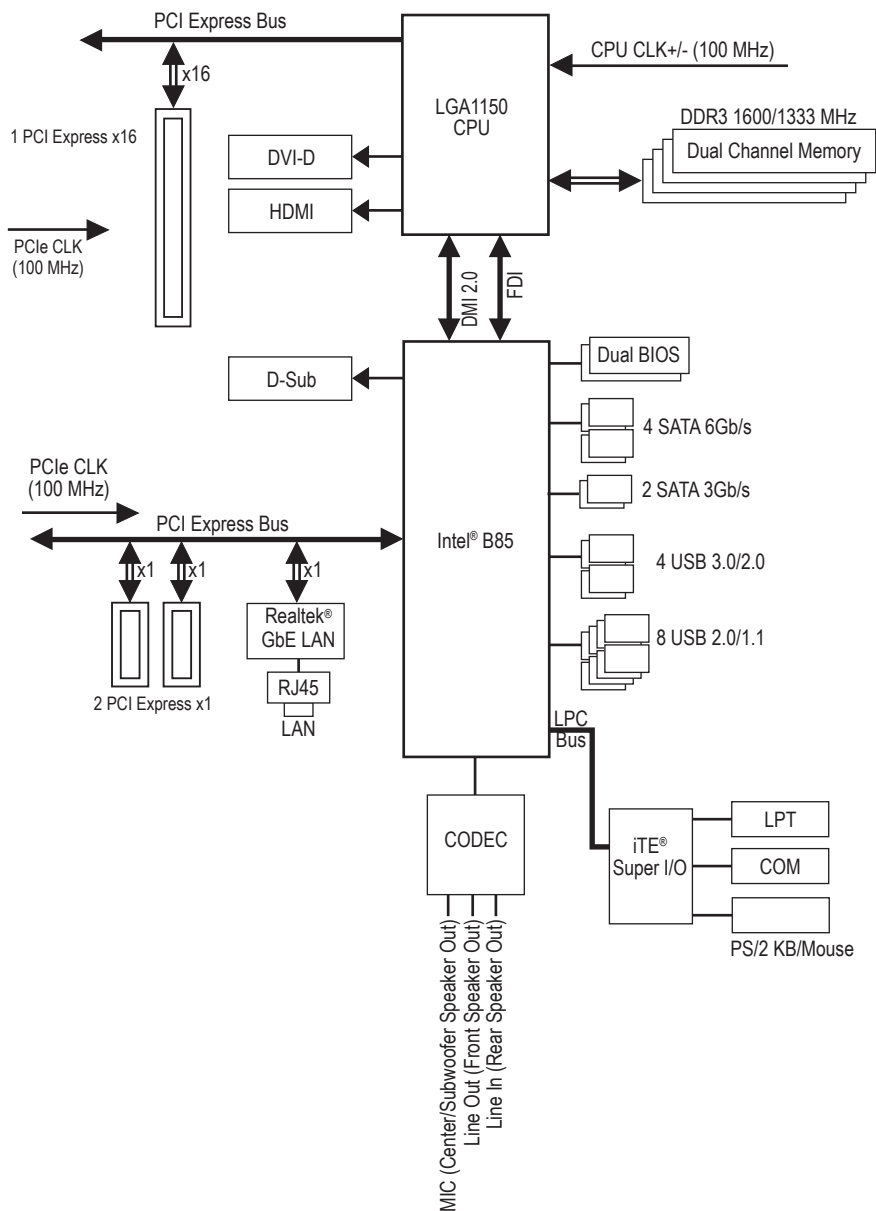 PCI Express Bus
x16
1 PCI Express x16
PCIe CLK
(100 MHz)
LGA1150
CPU
CPU CLK+/- (100 MHz)
DDR3 1600/1333 MHz
Dual Channel Memory
DVI-D
HDMI
DMI 2.0
FDI
D-Sub
Intel® B85
Dual BIOS
4 SATA 6Gb/s
2 SATA 3Gb/s
4 USB 3.0/2.0
8 USB 2.0/1.1
PCIe CLK
(100 MHz)
PCI Express Bus
x1
x1
x1
2 PCI Express x1
Realtek®
GbE LAN
RJ45
LAN
LPC
Bus
CODEC
iTE®
Super I/O
LPT
COM
PS/2 KB/Mouse
MIC (Center/Subwoofer Speaker Out)
Line Out (Front Speaker Out)
Line In (Rear Speaker Out)